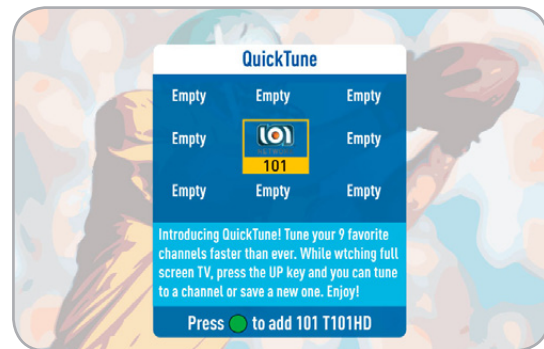 QuickTune
Empty Empty Empty
Empty 101 Empty
101
Empty Empty Empty
Introducing QuickTune! Tune your 9 favorite
channels faster than ever. While wtching full
screen TV, press the UP key and you can tune
to a channel or save a new one. Enjoy!
Press to add 101 T101HD